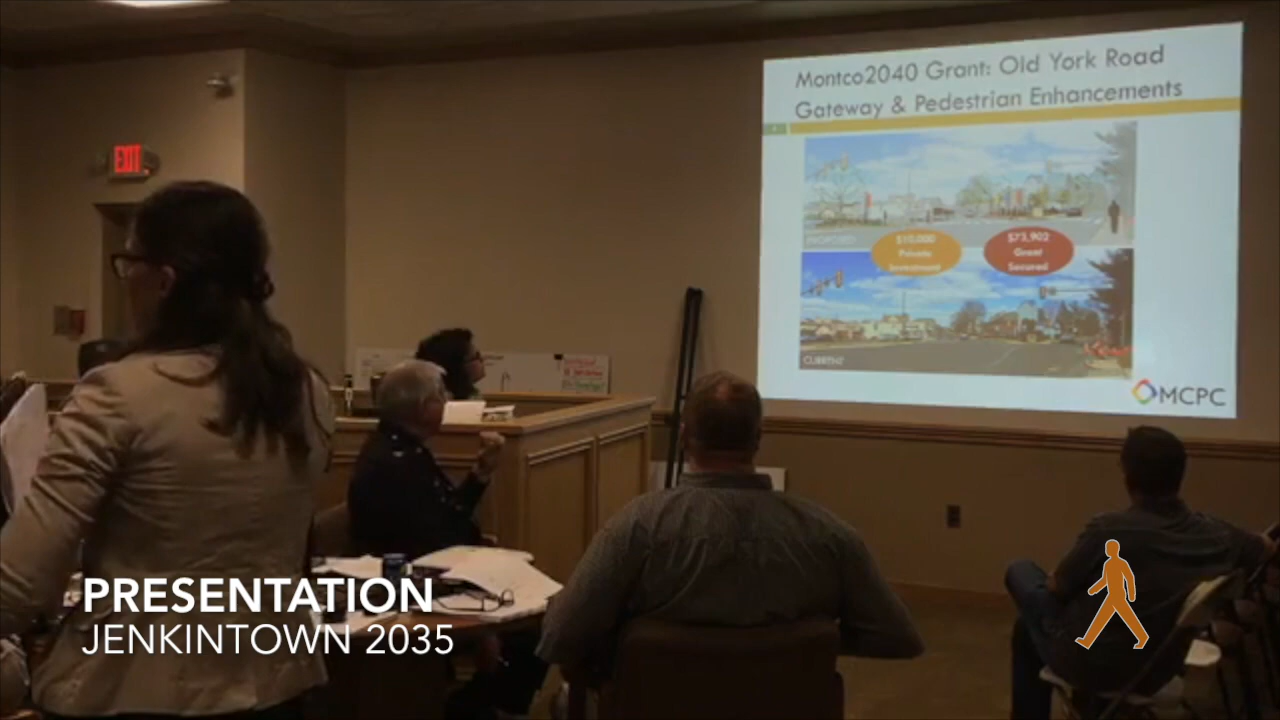 Montco2040 Grant: Old York Road
Gateway & Pedestrian Enhancements
EXIT
PROPOSED
$10,000
Private
Investment
$73,902
Grant
Secured
CURRENT
MCPC
PRESENTATION
JENKINTOWN 2035